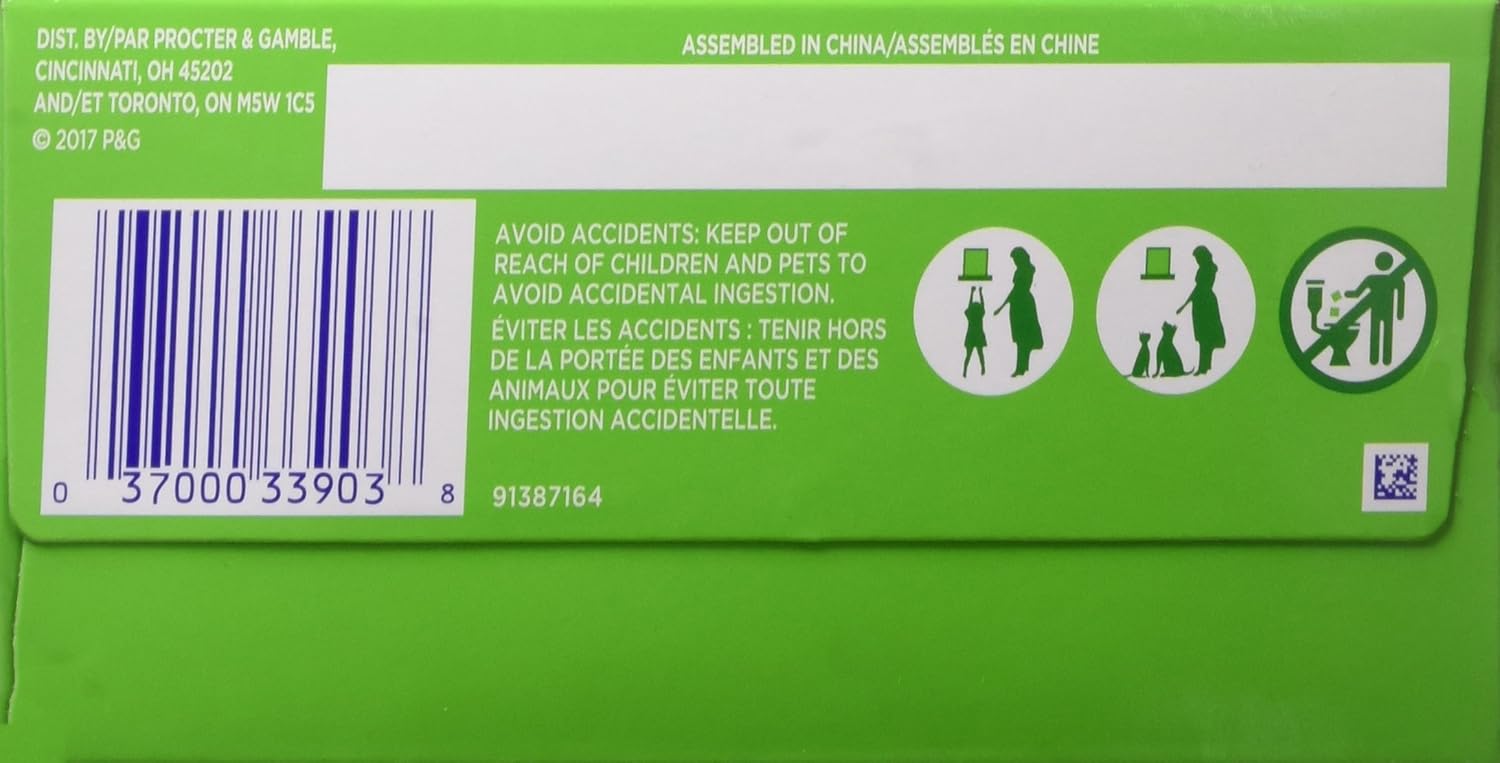 DIST. BY/PAR PROCTER & GAMBLE,
CINCINNATI, OH 45202
AND/ET TORONTO, ON M5W 1C5
© 2017 P&G
ASSEMBLED IN CHINA/ASSEMBLÉS EN CHINE
AVOID ACCIDENTS: KEEP OUT OF
REACH OF CHILDREN AND PETS TO
AVOID ACCIDENTAL INGESTION.
ÉVITER LES ACCIDENTS : TENIR HORS
DE LA PORTÉE DES ENFANTS ET DES
ANIMAUX POUR ÉVITER TOUTE
INGESTION ACCIDENTELLE.
0 37000 33903 8
91387164